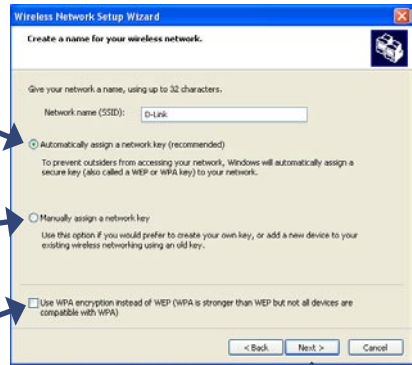 Wireless Network Setup Wizard
Create a name for your wireless network.
Give your network a name, using up to 32 characters.
Network name (SSID): D-Link
Automatically assign a network key (recommended)
To prevent outsiders from accessing your network, Windows will automatically assign a
secure key (also called a WEP or WPA key) to your network.
Manually assign a network key
Use this option if you would prefer to create your own key, or add a new device to your
existing wireless networking using an old key.
Use WPA encryption instead of WEP (WPA is stronger than WEP but not all devices are
compatible with WPA)
< Back Next > Cancel